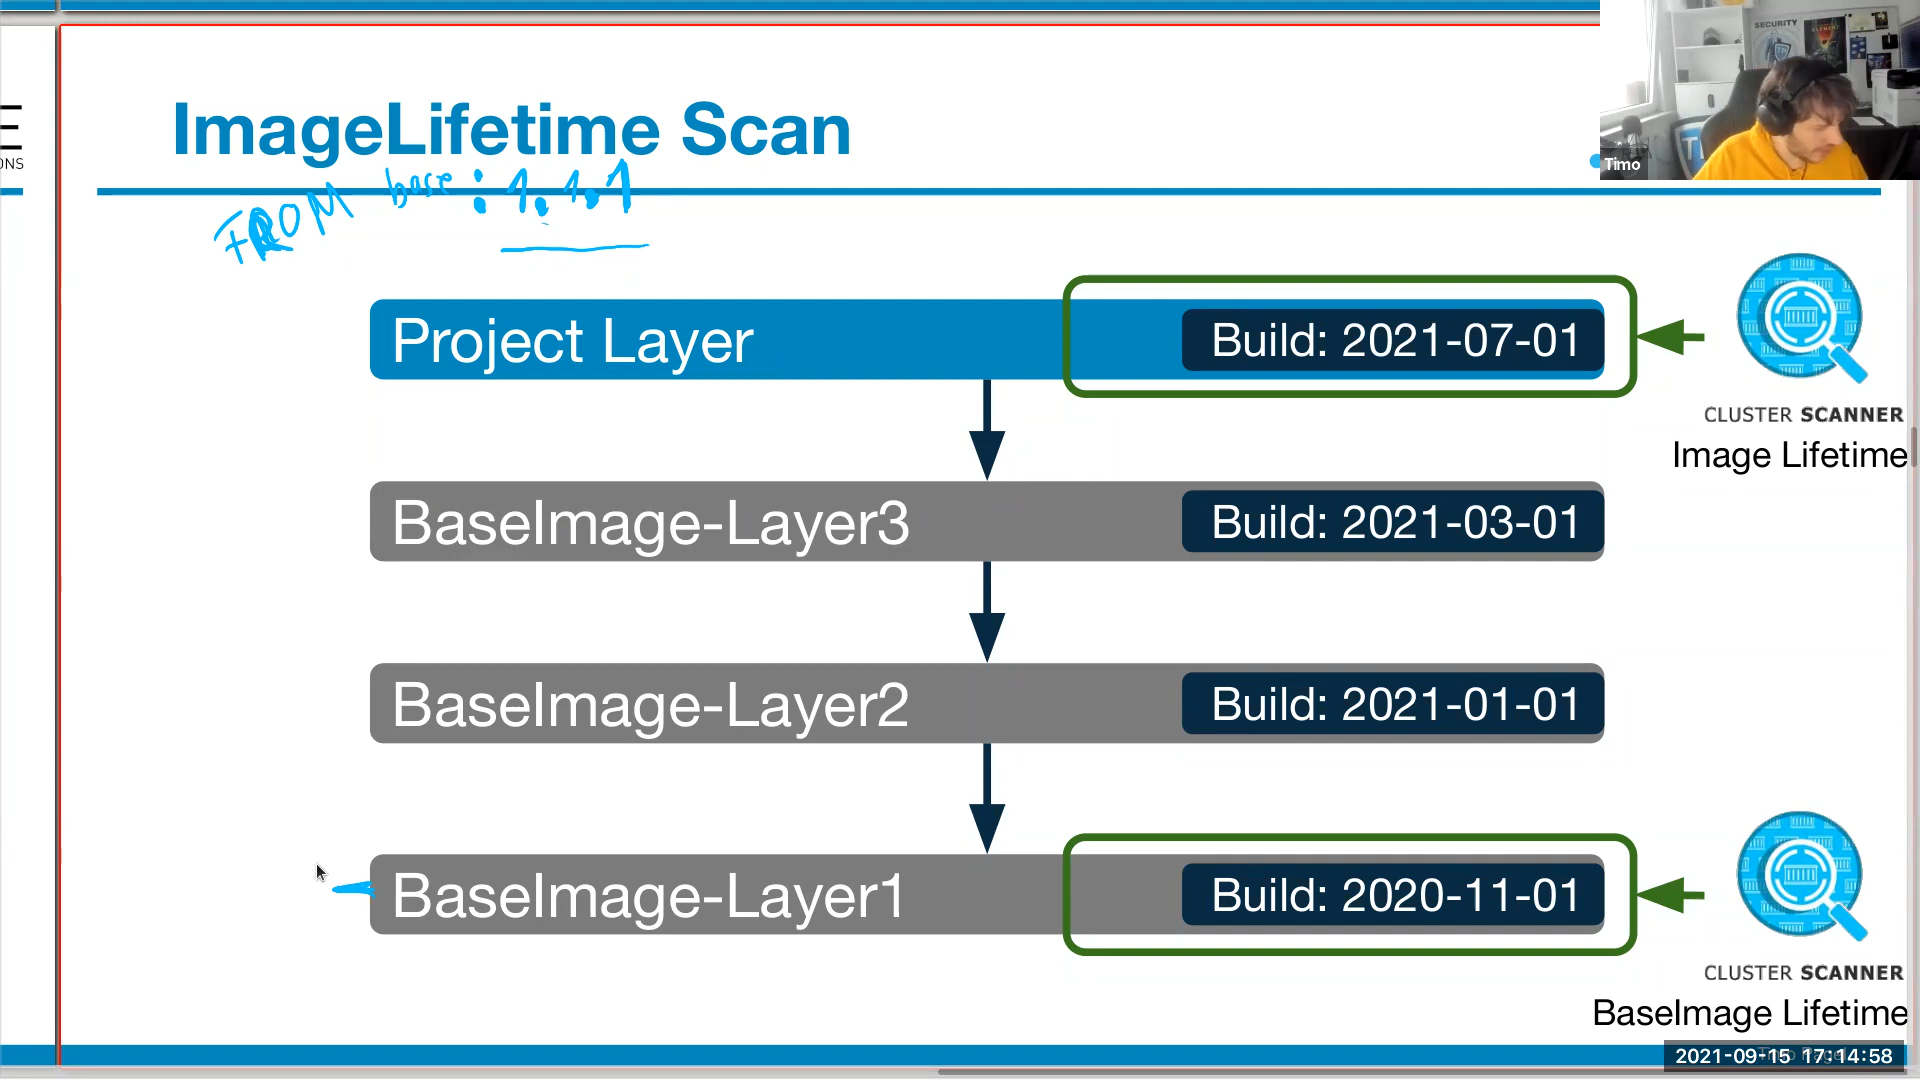 SECURITY
Timo
E
ONS
ImageLifetime Scan
FROM base : 1.1.1
Project Layer
Build: 2021-07-01
CLUSTER SCANNER
Image Lifetime
BaseImage-Layer3
Build: 2021-03-01
BaseImage-Layer2
Build: 2021-01-01
BaseImage-Layer1
Build: 2020-11-01
CLUSTER SCANNER
BaseImage Lifetime
2021-09-15 17:14:58